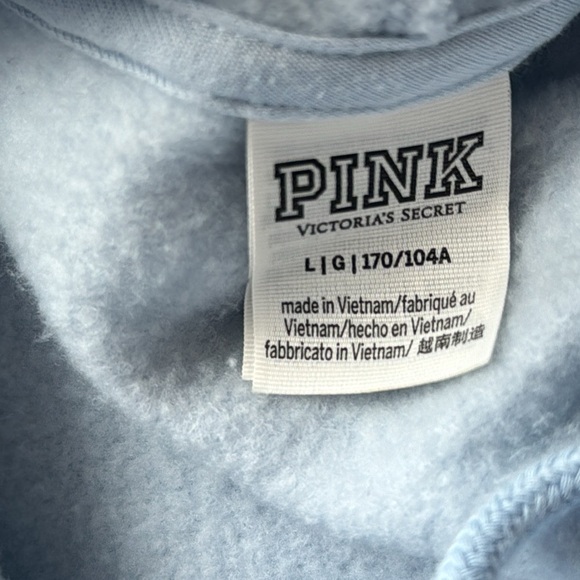 PINK
VICTORIA'S SECRET
L | G | 170/104A
made in Vietnam/fabriqué au
Vietnam/hecho en Vietnam/
fabbricato in Vietnam/ 越南制造